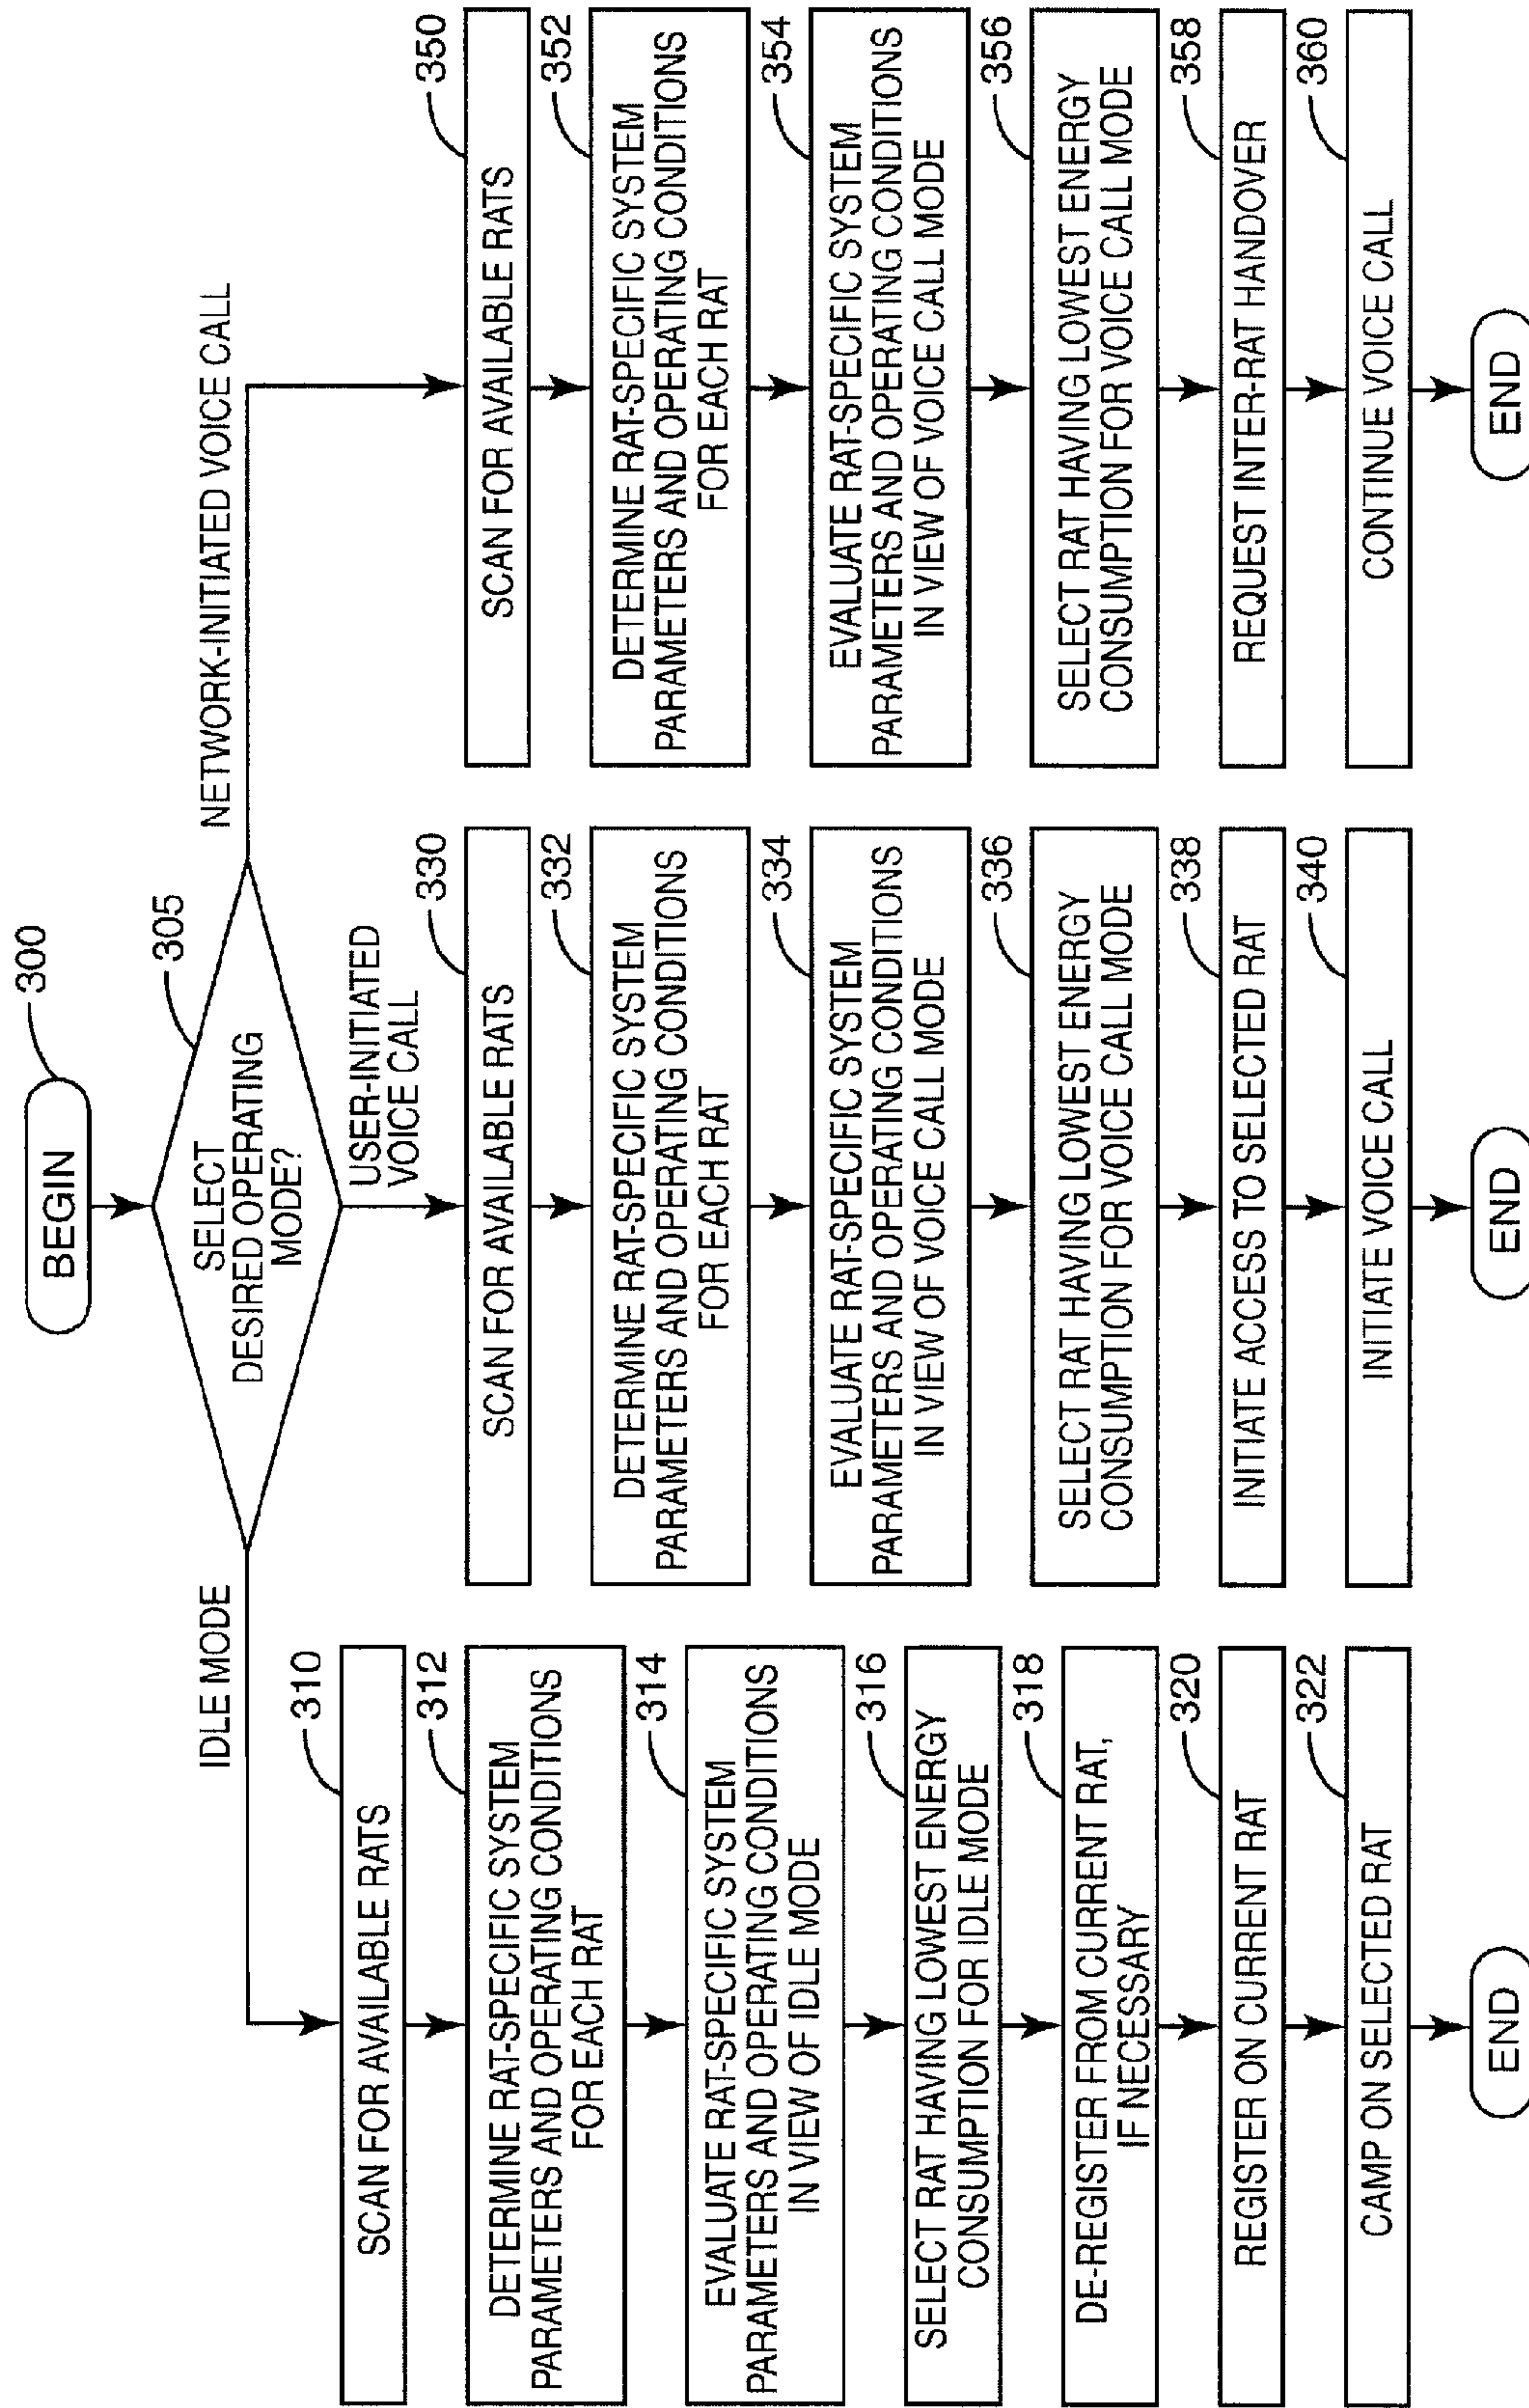 BEGIN
300
SELECT
DESIRED OPERATING
MODE?
305
IDLE MODE
310
SCAN FOR AVAILABLE RATS
312
DETERMINE RAT-SPECIFIC SYSTEM
PARAMETERS AND OPERATING CONDITIONS
FOR EACH RAT
314
EVALUATE RAT-SPECIFIC SYSTEM
PARAMETERS AND OPERATING CONDITIONS
IN VIEW OF IDLE MODE
316
SELECT RAT HAVING LOWEST ENERGY
CONSUMPTION FOR IDLE MODE
318
DE-REGISTER FROM CURRENT RAT,
IF NECESSARY
320
REGISTER ON CURRENT RAT
322
CAMP ON SELECTED RAT
END
USER-INITIATED
VOICE CALL
330
SCAN FOR AVAILABLE RATS
332
DETERMINE RAT-SPECIFIC SYSTEM
PARAMETERS AND OPERATING CONDITIONS
FOR EACH RAT
334
EVALUATE RAT-SPECIFIC SYSTEM
PARAMETERS AND OPERATING CONDITIONS
IN VIEW OF VOICE CALL MODE
336
SELECT RAT HAVING LOWEST ENERGY
CONSUMPTION FOR VOICE CALL MODE
338
INITIATE ACCESS TO SELECTED RAT
340
INITIATE VOICE CALL
END
NETWORK-INITIATED VOICE CALL
350
SCAN FOR AVAILABLE RATS
352
DETERMINE RAT-SPECIFIC SYSTEM
PARAMETERS AND OPERATING CONDITIONS
FOR EACH RAT
354
EVALUATE RAT-SPECIFIC SYSTEM
PARAMETERS AND OPERATING CONDITIONS
IN VIEW OF VOICE CALL MODE
356
SELECT RAT HAVING LOWEST ENERGY
CONSUMPTION FOR VOICE CALL MODE
358
REQUEST INTER-RAT HANDOVER
360
CONTINUE VOICE CALL
END